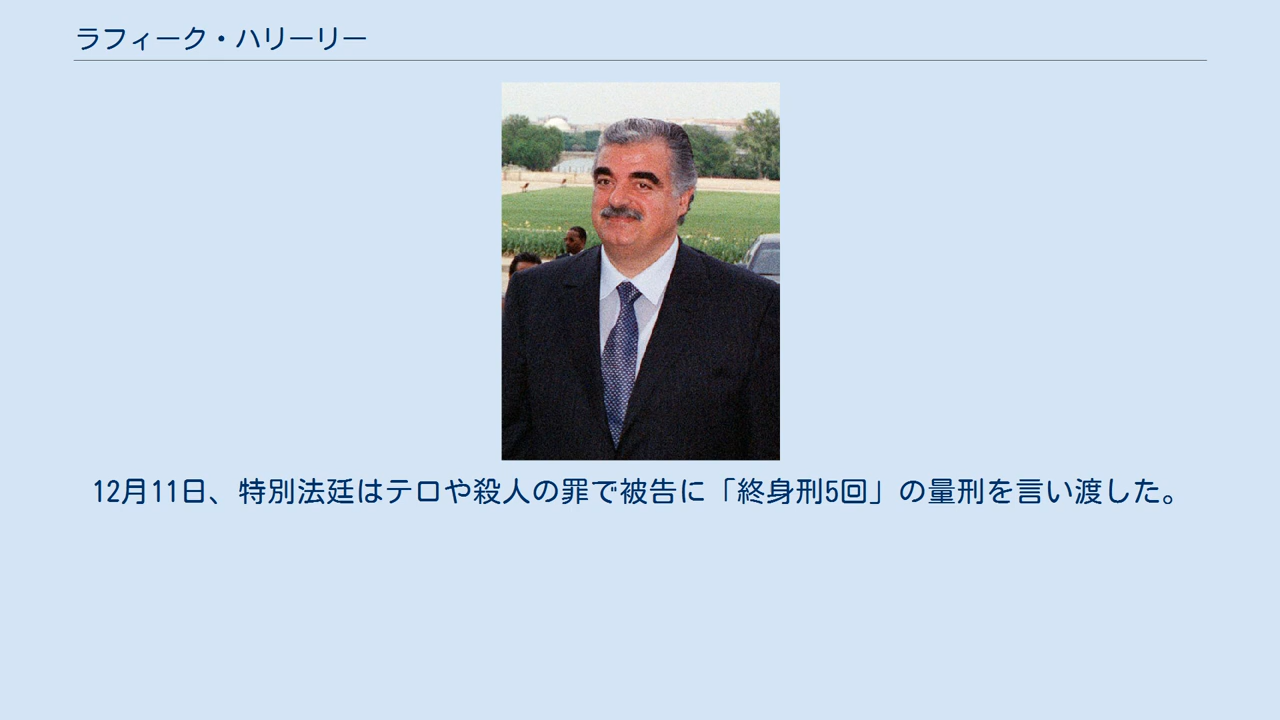 ラフィーク・ハリーリー
12月11日、特別法廷はテロや殺人の罪で被告に「終身刑5回」の量刑を言い渡した。